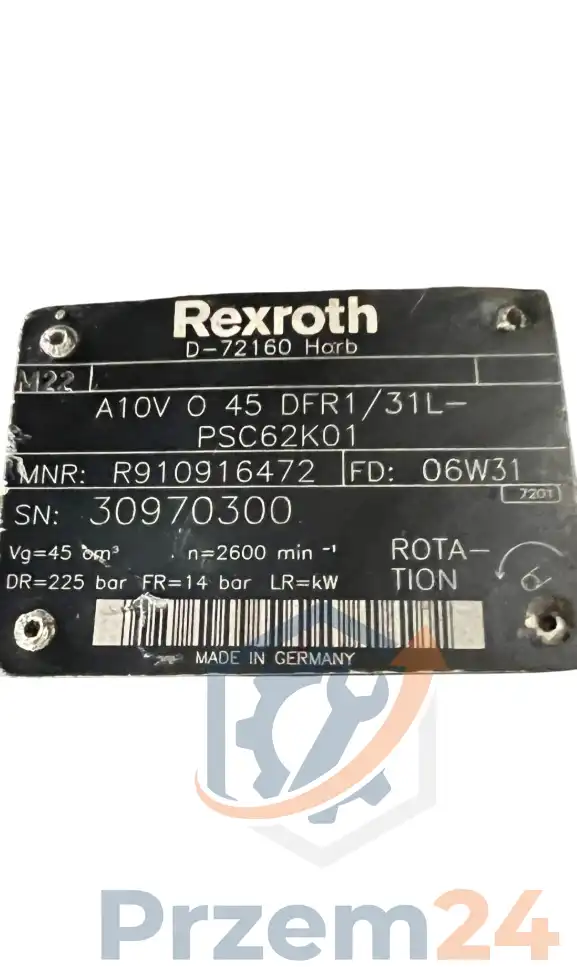 Rexroth
D-72160 Horb
M22
A10V O 45 DFR1/31L-
PSC62K01
MNR: R910916472 FD: 06W31
7201
SN: 30970300
Vg=45 cm³ n=2600 min ⁻¹ ROTA-
DR=225 bar FR=14 bar LR=kW TION
MADE IN GERMANY
Przem24